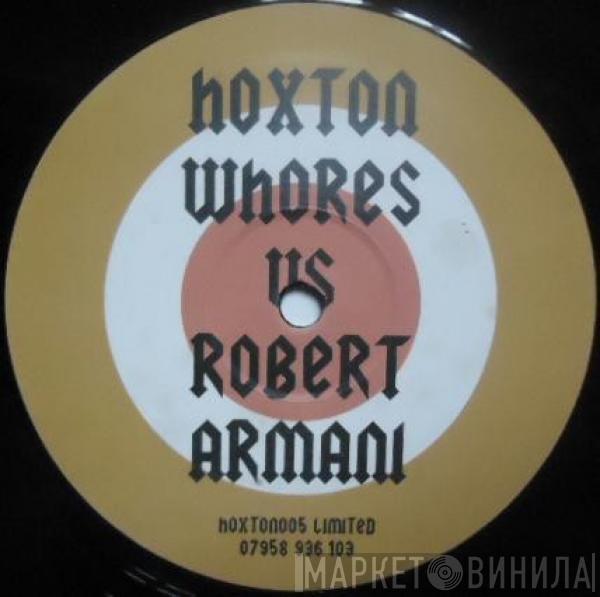 HOXTON
WHORES
VS
ROBERT
ARMANI
HOXTON005 LIMITED
07958 936 103
МАРКЕТ ВИНИЛА